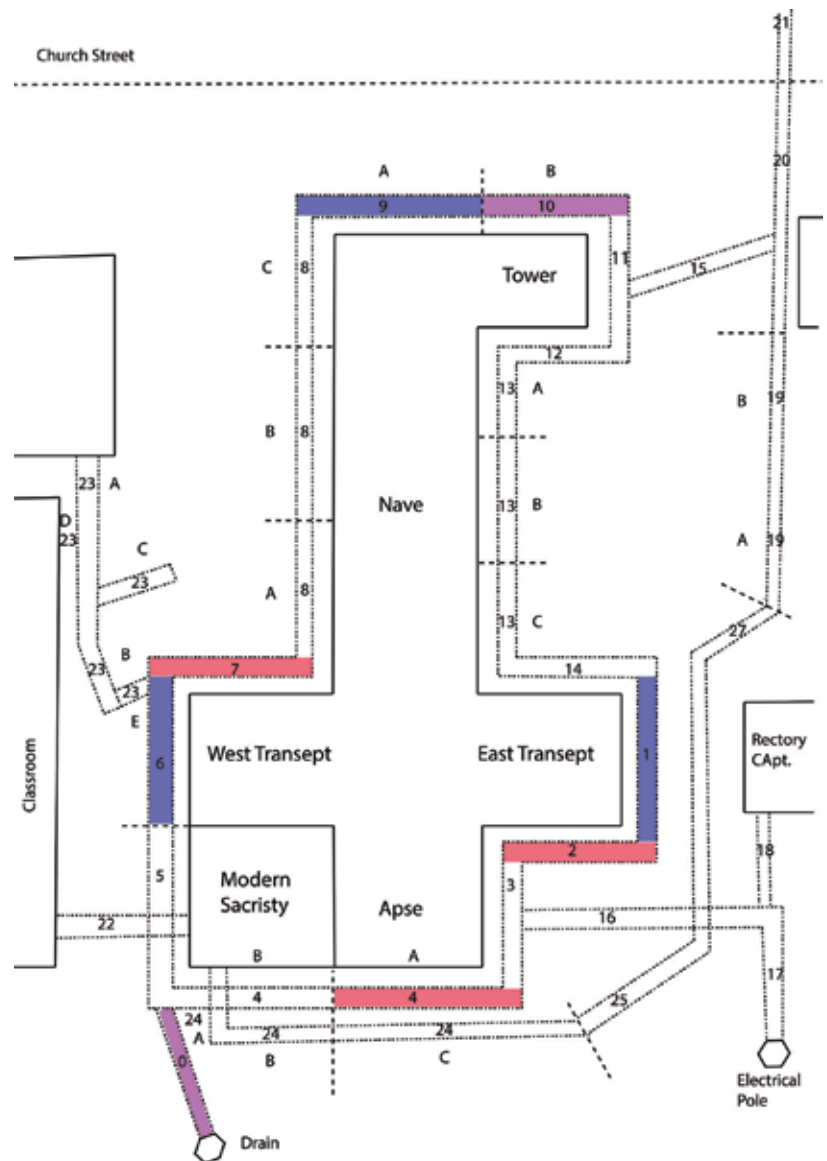 21
Church Street
20
A B
9 10
C 8 11 15
Tower
12
13 A
B 19
B 8
23 A
Nave
D
23
13 B
C
23
A 19
A 8
13 C
27
B
23
7
14
23
E
West Transept East Transept
6
1
Rectory
CApt.
Classroom
2
18
5
3
Modern
Sacristy
Apse
22
16
B A
17
4 4
25
24
A
24 24
B C
0
Electrical
Pole
Drain